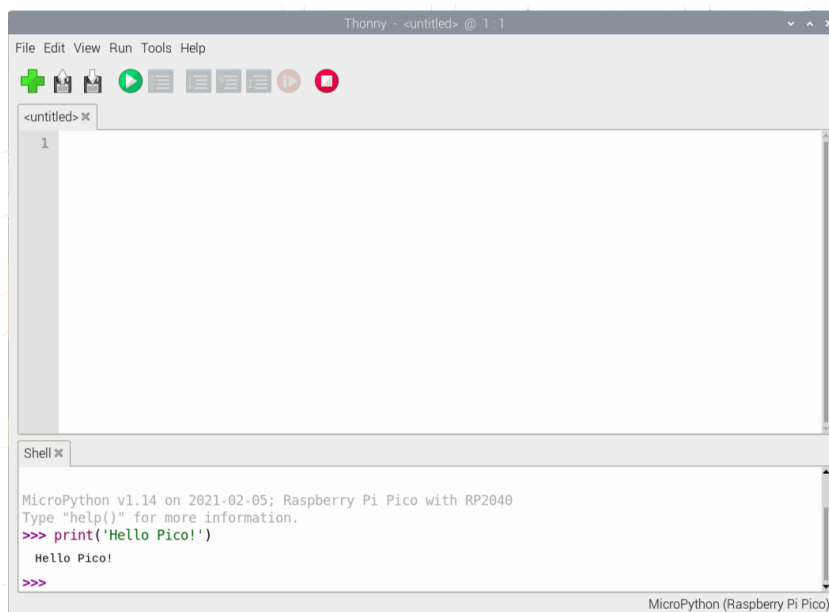 Thonny - <untitled> @ 1:1
File Edit View Run Tools Help
<untitled>
1
Shell
MicroPython v1.14 on 2021-02-05; Raspberry Pi Pico with RP2040
Type "help()" for more information.
>>> print('Hello Pico!')
Hello Pico!
>>>
MicroPython (Raspberry Pi Pico)